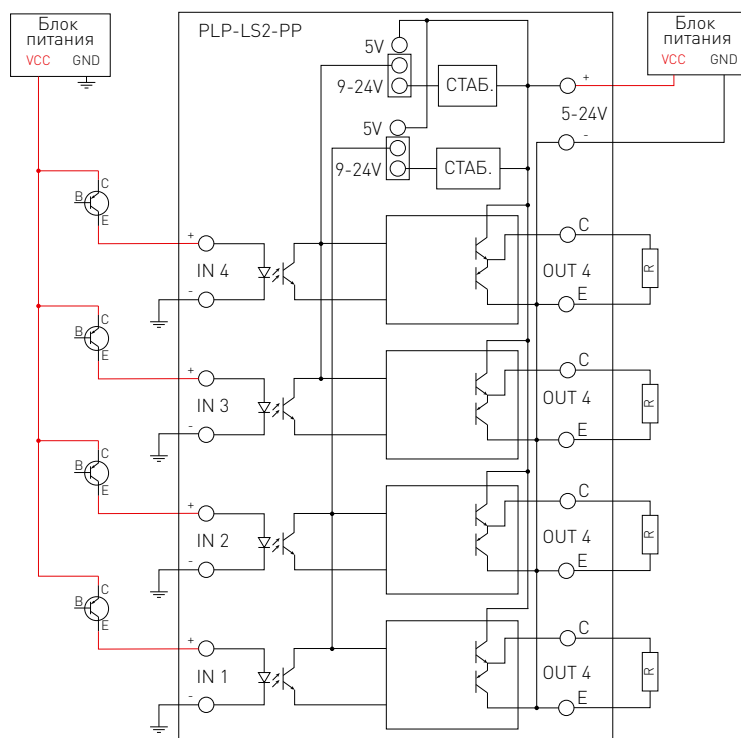 Блок
питания
VCC GND
PLP-LS2-PP
5V
9-24V
СТАБ.
+
5-24V
-
Блок
питания
VCC GND
5V
9-24V
СТАБ.
B
C
E
+
IN 4
-
C
OUT 4
E
R
B
C
E
+
IN 3
-
C
OUT 4
E
R
B
C
E
+
IN 2
-
C
OUT 4
E
R
B
C
E
+
IN 1
-
C
OUT 4
E
R